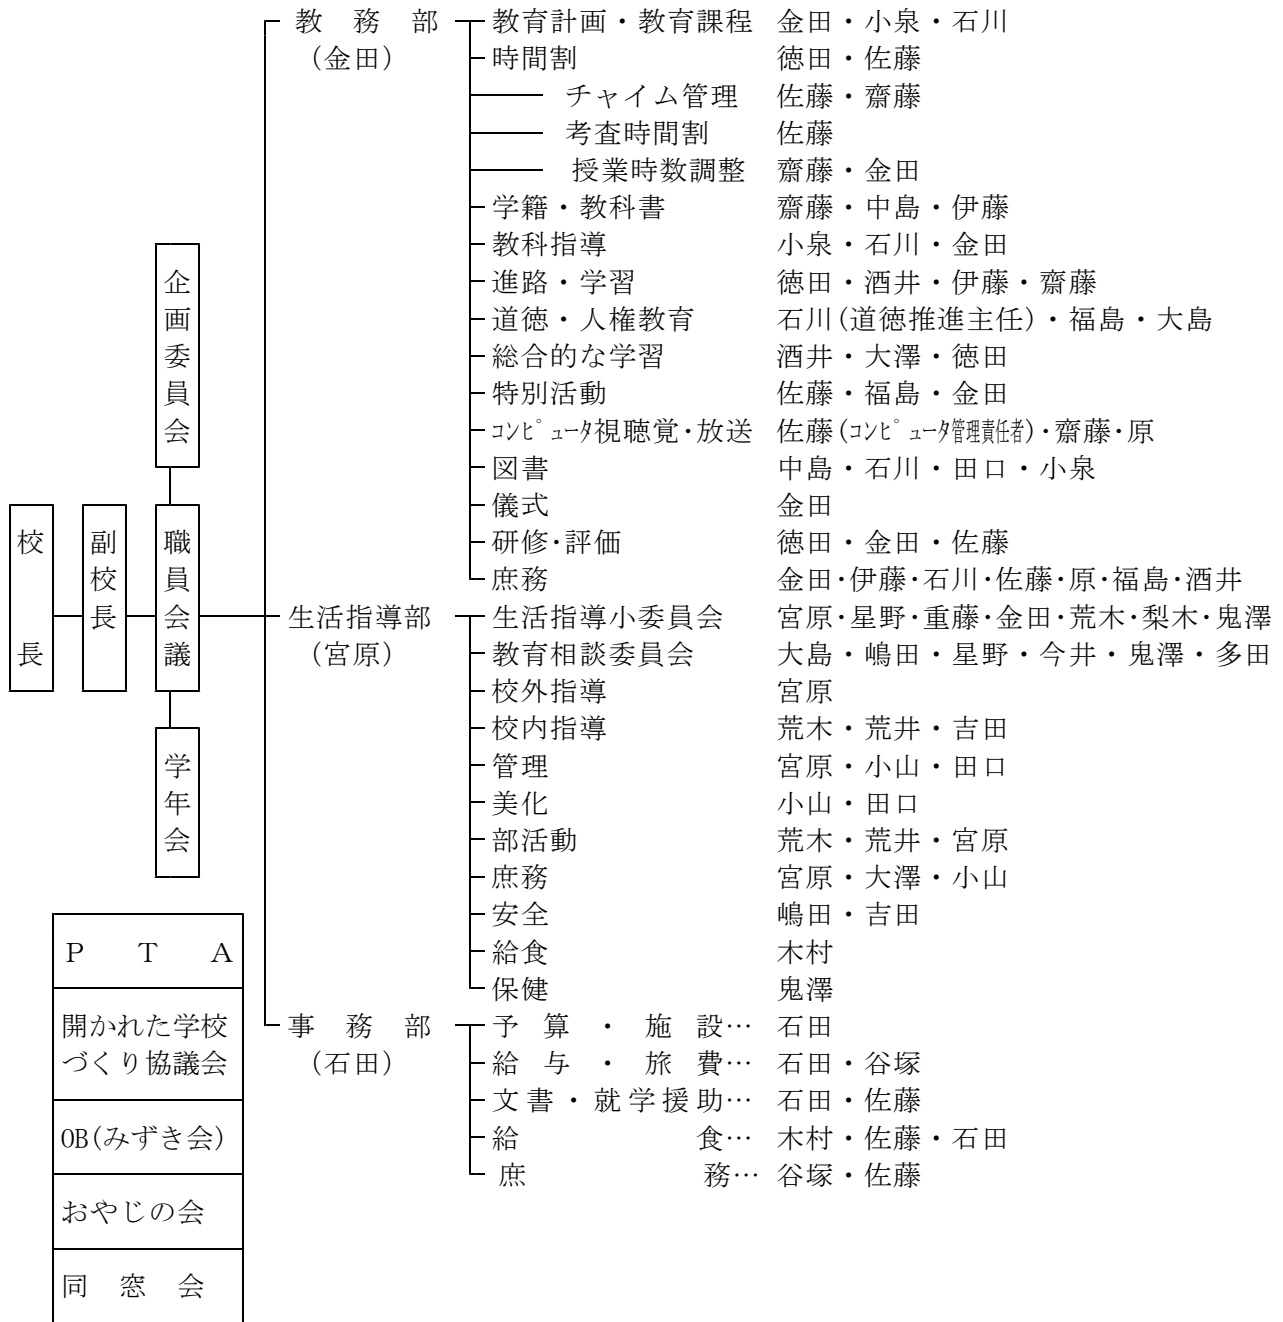 教　務　部　教育計画・教育課程　金田・小泉・石川
（金田）　時間割　徳田・佐藤
チャイム管理　佐藤・齋藤
考査時間割　佐藤
授業時数調整　齋藤・金田
学籍・教科書　齋藤・中島・伊藤
教科指導　小泉・石川・金田
進路・学習　徳田・酒井・伊藤・齋藤
道徳・人権教育　石川(道徳推進主任)・福島・大島
総合的な学習　酒井・大澤・徳田
特別活動　佐藤・福島・金田
ｺﾝﾋﾟｭｰﾀ視聴覚・放送　佐藤(ｺﾝﾋﾟｭｰﾀ管理責任者)・齋藤・原
図書　中島・石川・田口・小泉
儀式　金田
研修・評価　徳田・金田・佐藤
庶務　金田・伊藤・石川・佐藤・原・福島・酒井
企画委員会
校　長
副校長
職員会議
学年会
生活指導部　生活指導小委員会　宮原・星野・重藤・金田・荒木・梨木・鬼澤
（宮原）　教育相談委員会　大島・嶋田・星野・今井・鬼澤・多田
校外指導　宮原
校内指導　荒木・荒井・吉田
管理　宮原・小山・田口
美化　小山・田口
部活動　荒木・荒井・宮原
庶務　宮原・大澤・小山
安全　嶋田・吉田
給食　木村
保健　鬼澤
事　務　部　予　算　・　施　設…　石田
（石田）　給　与　・　旅　費…　石田・谷塚
文書・就学援助…　石田・佐藤
給　食…　木村・佐藤・石田
庶　務…　谷塚・佐藤
Ｐ　Ｔ　Ａ
開かれた学校
づくり協議会
OB(みずき会)
おやじの会
同　窓　会